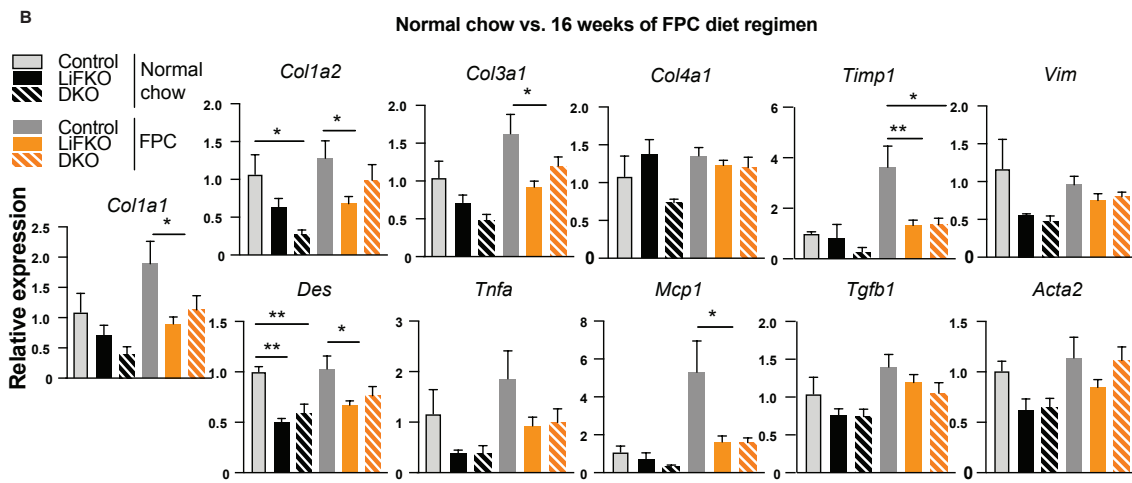 B
Normal chow vs. 16 weeks of FPC diet regimen
Control
LiFKO
DKO
Normal
chow
Control
LiFKO
DKO
FPC
Relative expression
Col1a1
2.5
2.0
1.5
1.0
0.5
0
*
Col1a2
2.0
1.5
1.0
0.5
0
*
*
Col3a1
2.0
1.5
1.0
0.5
0
*
Col4a1
2.0
1.5
1.0
0.5
0
Timp1
6
4
2
0
*
**
Vim
2.0
1.5
1.0
0.5
0
Des
1.5
1.0
0.5
0
**
**
*
Tnfa
3
2
1
0
Mcp1
8
6
4
2
0
*
Tgfb1
2.0
1.5
1.0
0.5
0
Acta2
1.5
1.0
0.5
0